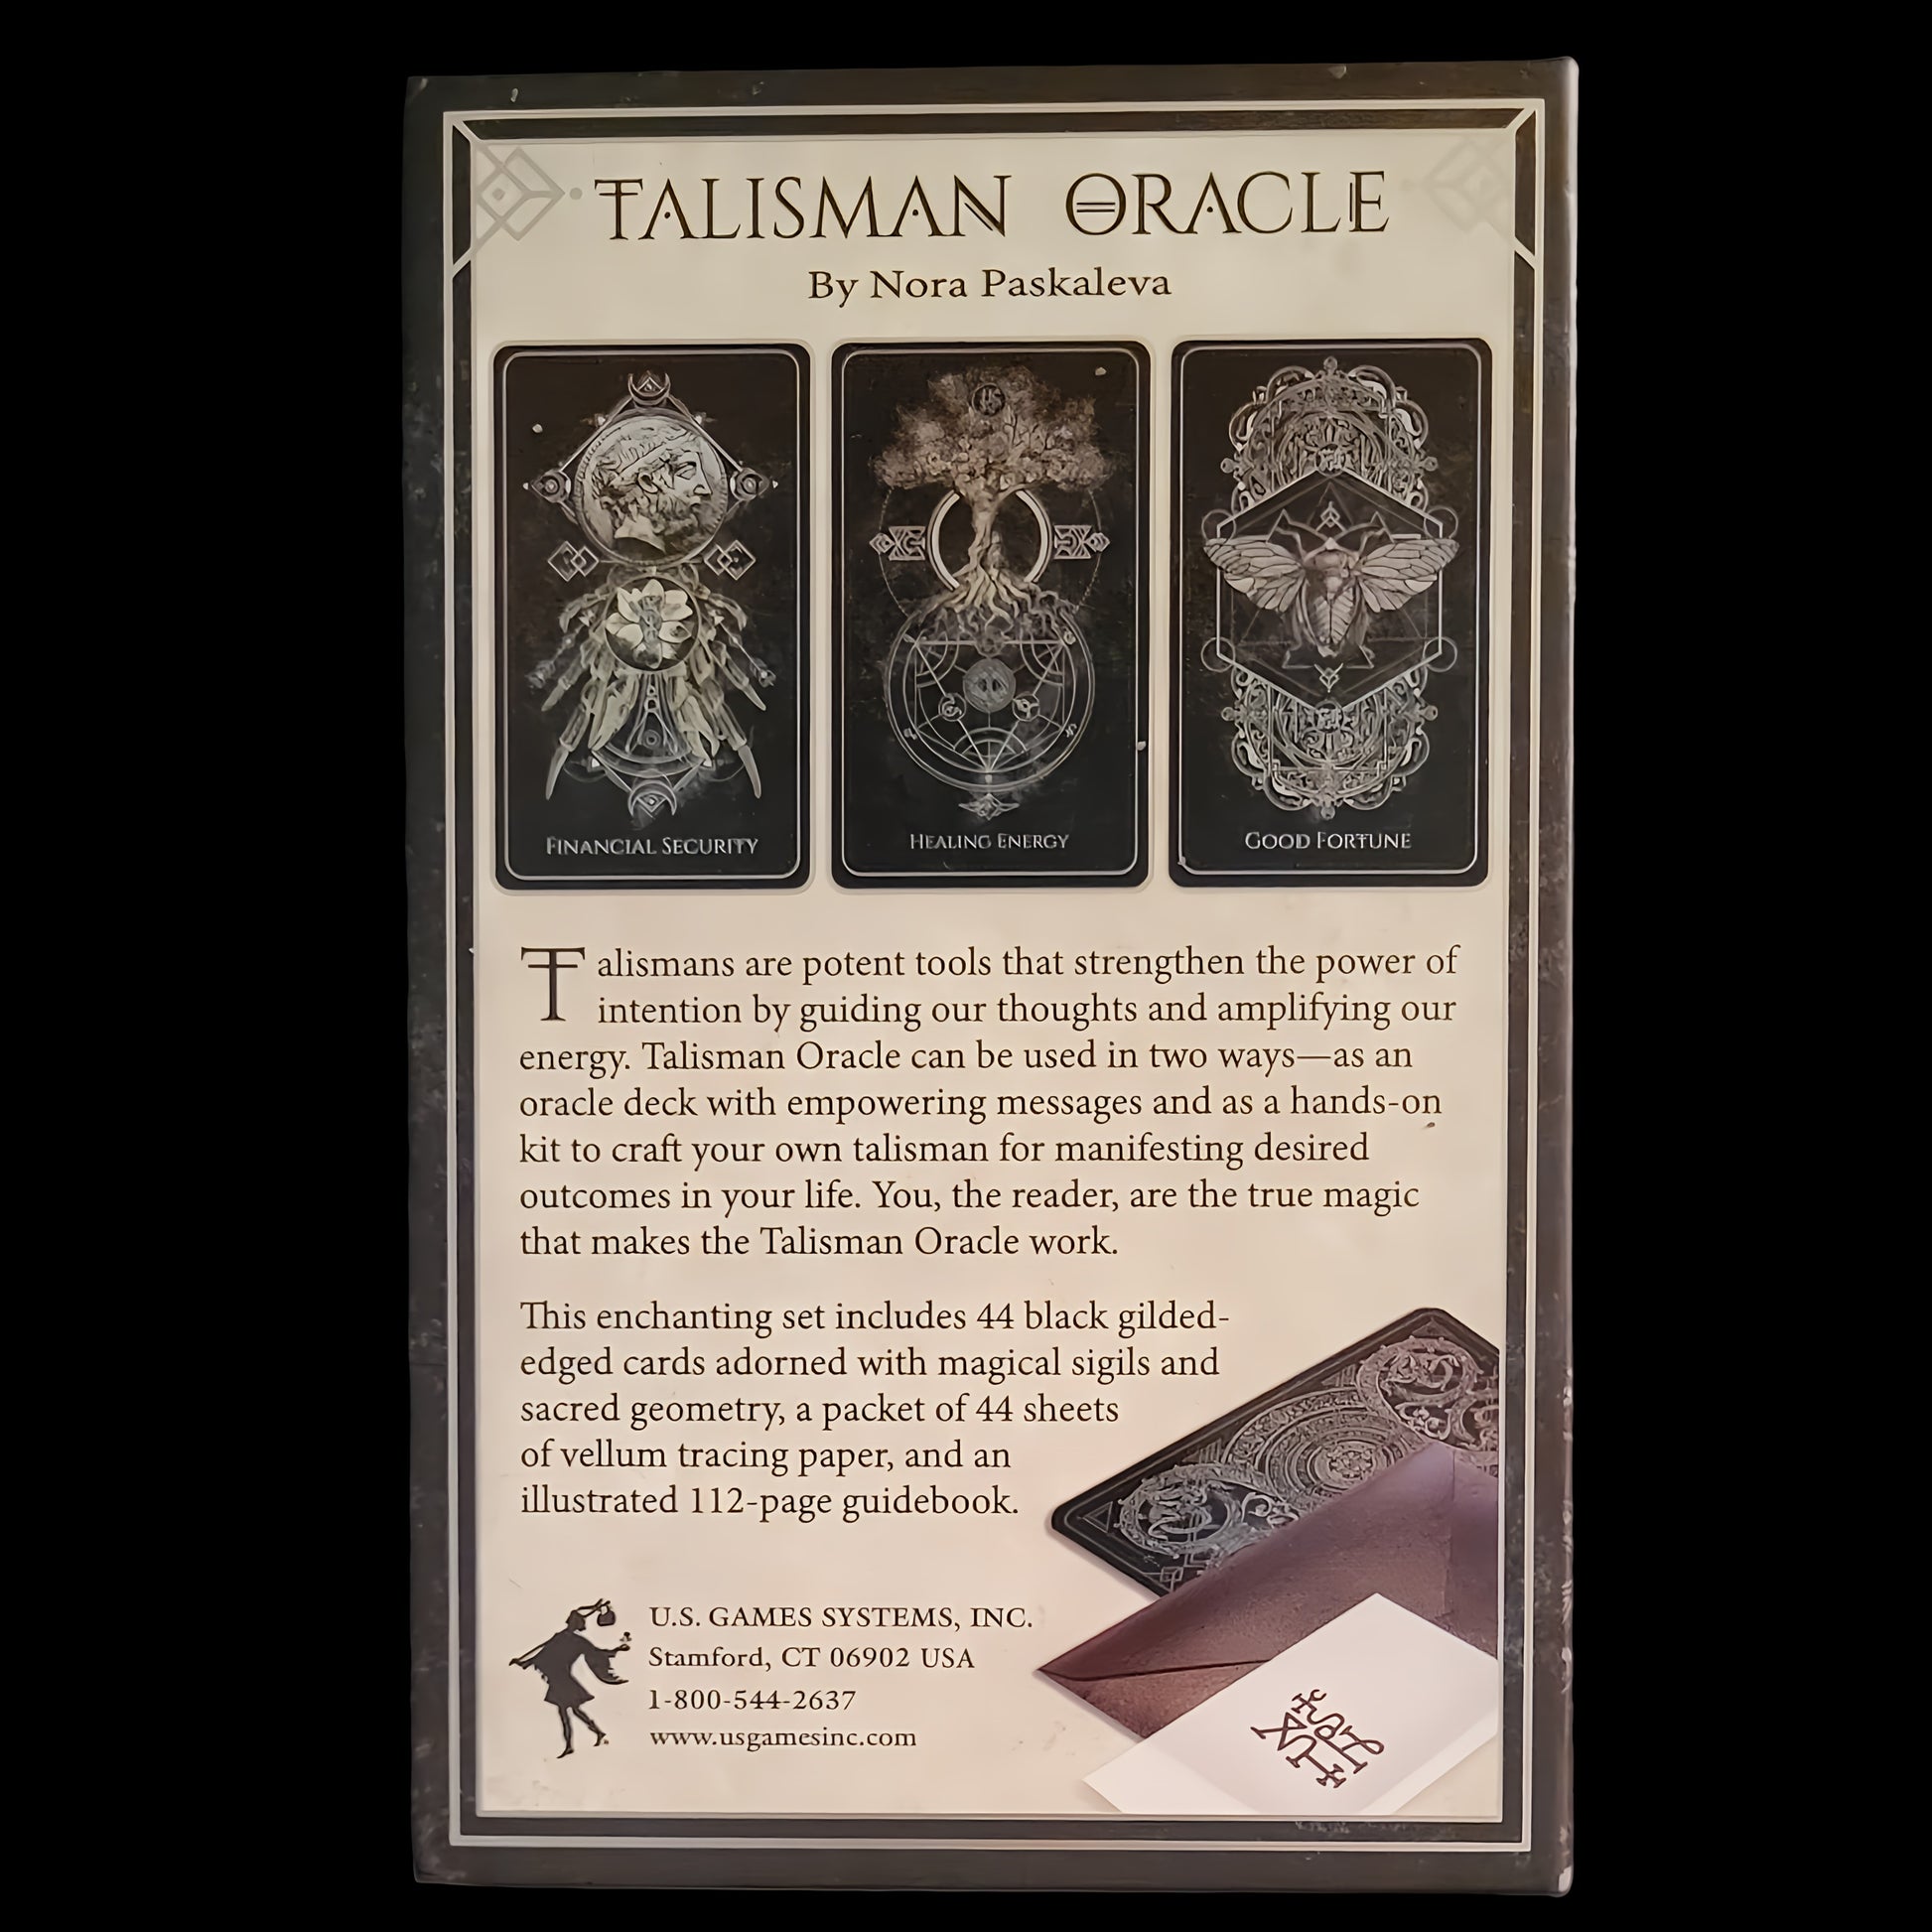 TALISMAN ORACLE
By Nora Paskaleva
FINANCIAL SECURITY
HEALING ENERGY
GOOD FORTUNE
Talismans are potent tools that strengthen the power of
intention by guiding our thoughts and amplifying our
energy. Talisman Oracle can be used in two ways—as an
oracle deck with empowering messages and as a hands-on
kit to craft your own talisman for manifesting desired
outcomes in your life. You, the reader, are the true magic
that makes the Talisman Oracle work.
This enchanting set includes 44 black gilded-
edged cards adorned with magical sigils and
sacred geometry, a packet of 44 sheets
of vellum tracing paper, and an
illustrated 112-page guidebook.
U.S. GAMES SYSTEMS, INC.
Stamford, CT 06902 USA
1-800-544-2637
www.usgamesinc.com